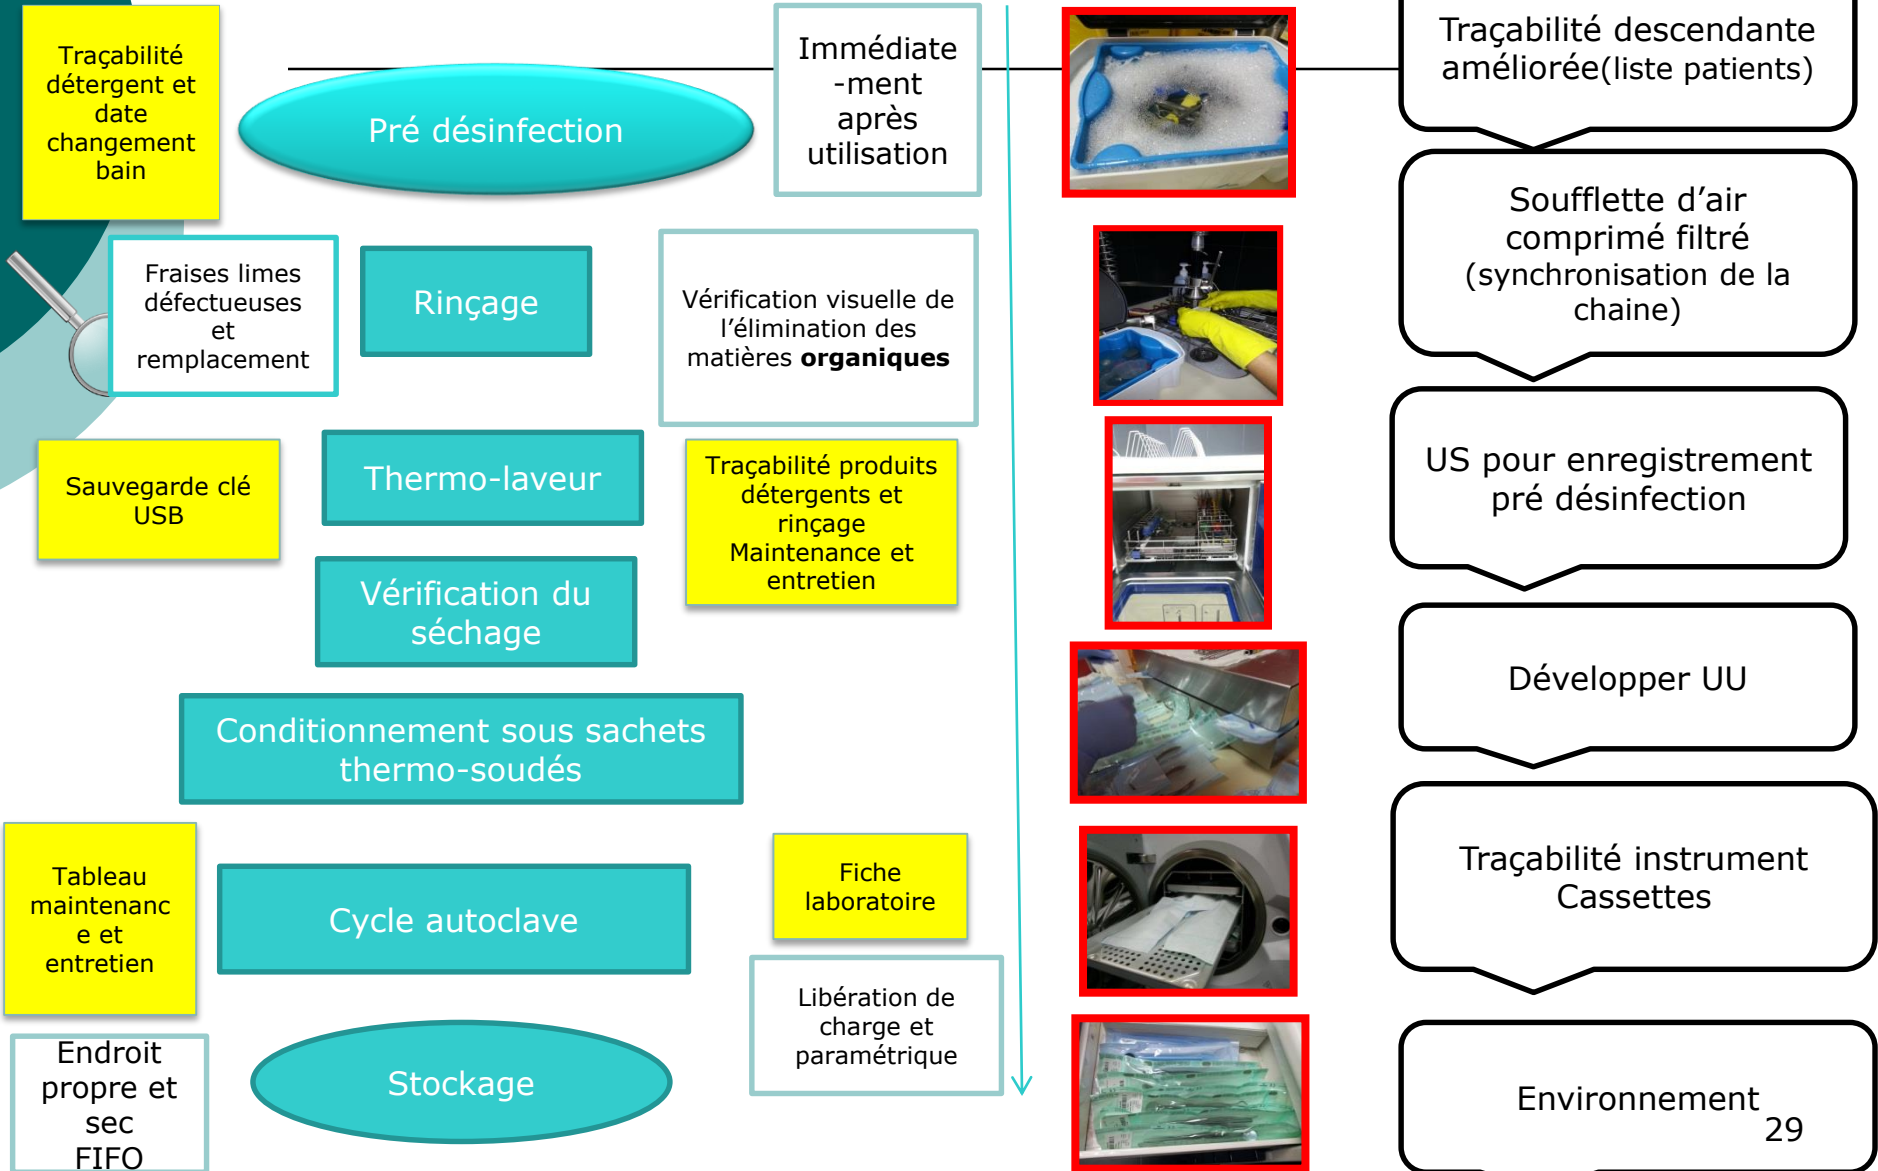 Traçabilité
détergent et
date
changement
bain
Pré désinfection
Immédiate
-ment
après
utilisation
Traçabilité descendante
améliorée(liste patients)
Fraises limes
défectueuses
et
remplacement
Rinçage
Vérification visuelle de
l’élimination des
matières organiques
Soufflette d’air
comprimé filtré
(synchronisation de la
chaine)
Sauvegarde clé
USB
Thermo-laveur
Traçabilité produits
détergents et
rinçage
Maintenance et
entretien
US pour enregistrement
pré désinfection
Vérification du
séchage
Développer UU
Conditionnement sous sachets
thermo-soudés
Tableau
maintenanc
e et
entretien
Cycle autoclave
Fiche
laboratoire
Traçabilité instrument
Cassettes
Libération de
charge et
paramétrique
Endroit
propre et
sec
FIFO
Stockage
Environnement
29